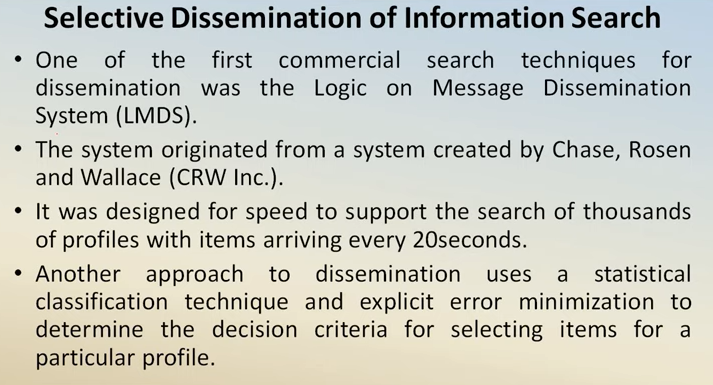 Selective Dissemination of Information Search
• One of the first commercial search techniques for
dissemination was the Logic on Message Dissemination
System (LMDS).
• The system originated from a system created by Chase, Rosen
and Wallace (CRW Inc.).
• It was designed for speed to support the search of thousands
of profiles with items arriving every 20seconds.
• Another approach to dissemination uses a statistical
classification technique and explicit error minimization to
determine the decision criteria for selecting items for a
particular profile.